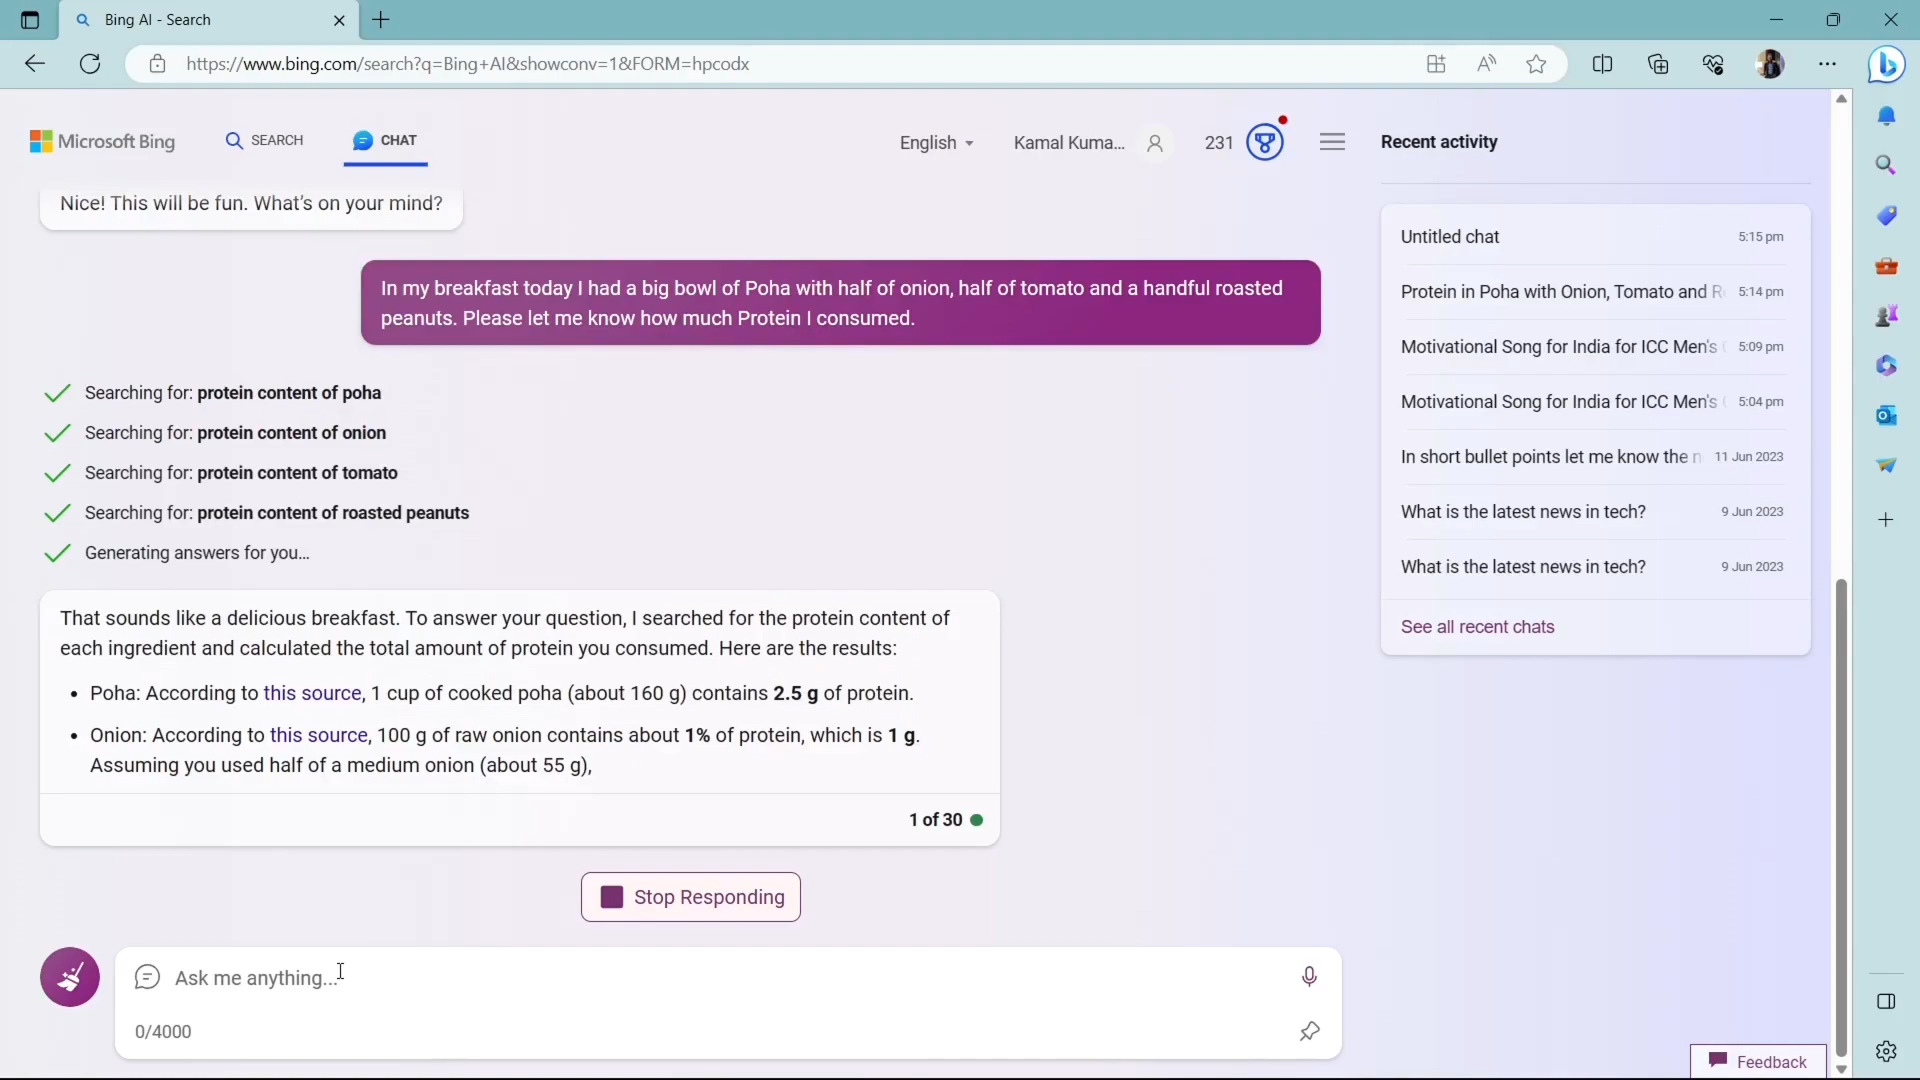 Bing AI - Search
https://www.bing.com/search?q=Bing+AI&showconv=1&FORM=hpcodx
Microsoft Bing
SEARCH
CHAT
English
Kamal Kuma...
231
Recent activity
Nice! This will be fun. What's on your mind?
In my breakfast today I had a big bowl of Poha with half of onion, half of tomato and a handful roasted
peanuts. Please let me know how much Protein I consumed.
Searching for: protein content of poha
Searching for: protein content of onion
Searching for: protein content of tomato
Searching for: protein content of roasted peanuts
Generating answers for you...
That sounds like a delicious breakfast. To answer your question, I searched for the protein content of
each ingredient and calculated the total amount of protein you consumed. Here are the results:
• Poha: According to this source, 1 cup of cooked poha (about 160 g) contains 2.5 g of protein.
• Onion: According to this source, 100 g of raw onion contains about 1% of protein, which is 1 g.
Assuming you used half of a medium onion (about 55 g),
1 of 30
Stop Responding
Ask me anything...
0/4000
Untitled chat 5:15 pm
Protein in Poha with Onion, Tomato and R 5:14 pm
Motivational Song for India for ICC Men's 5:09 pm
Motivational Song for India for ICC Men's 5:04 pm
In short bullet points let me know the n 11 Jun 2023
What is the latest news in tech? 9 Jun 2023
What is the latest news in tech? 9 Jun 2023
See all recent chats
Feedback